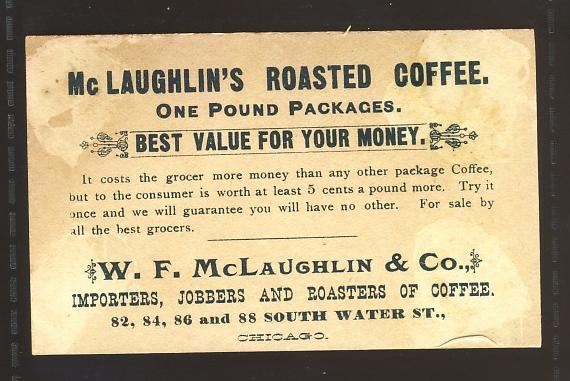 Mc LAUGHLIN'S ROASTED COFFEE.
ONE POUND PACKAGES.
BEST VALUE FOR YOUR MONEY.
It costs the grocer more money than any other package Coffee,
but to the consumer is worth at least 5 cents a pound more. Try it
once and we will guarantee you will have no other. For sale by
all the best grocers.
W. F. McLAUGHLIN & Co.,
IMPORTERS, JOBBERS AND ROASTERS OF COFFEE.
82, 84, 86 and 88 SOUTH WATER ST.,
CHICAGO.